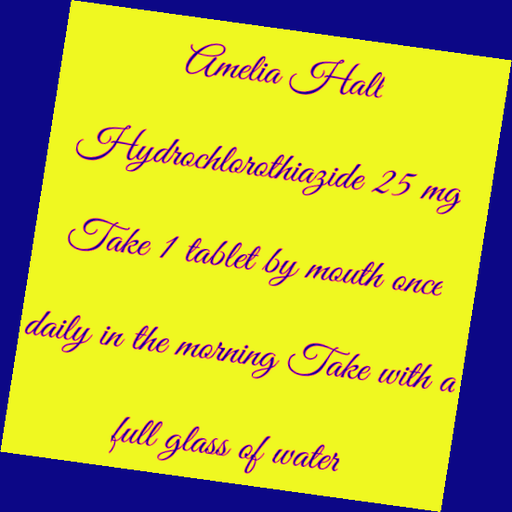 Amelia Halt
Hydrochlorothiazide 25 mg
Take 1 tablet by mouth once
daily in the morning Take with a
full glass of water